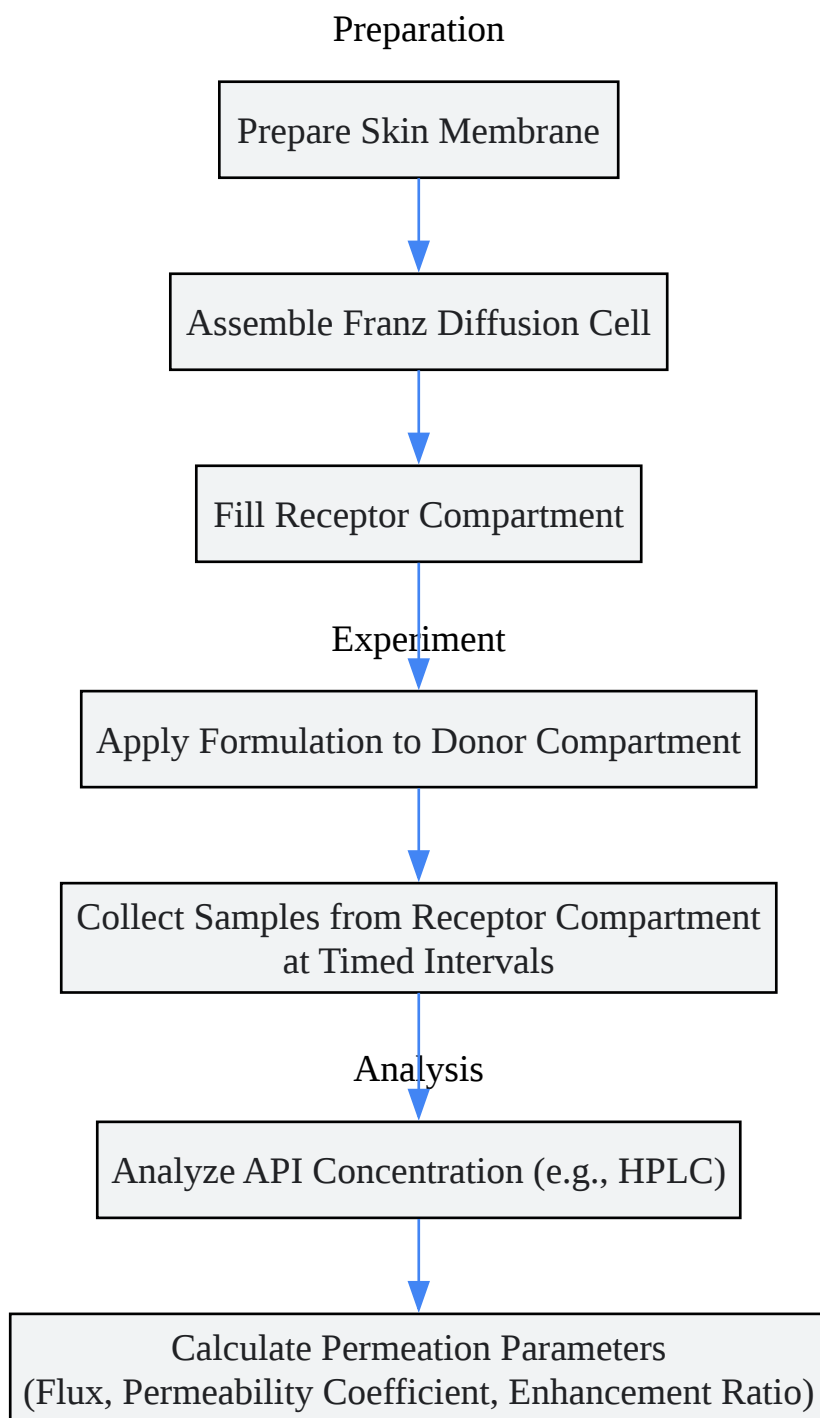 Preparation
Prepare Skin Membrane
Assemble Franz Diffusion Cell
Fill Receptor Compartment
Experiment
Apply Formulation to Donor Compartment
Collect Samples from Receptor Compartment
at Timed Intervals
Analysis
Analyze API Concentration (e.g., HPLC)
Calculate Permeation Parameters
(Flux, Permeability Coefficient, Enhancement Ratio)